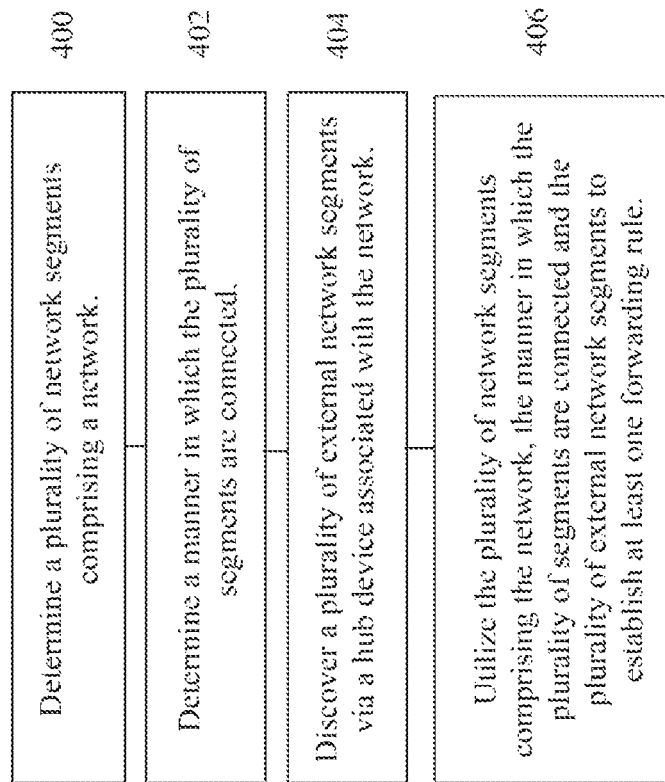 Determine a plurality of network segments
comprising a network.
400
Determine a manner in which the plurality of
segments are connected.
402
Discover a plurality of external network segments
via a hub device associated with the network.
404
Utilize the plurality of network segments
comprising the network, the manner in which the
plurality of segments are connected and the
plurality of external network segments to
establish at least one forwarding rule.
406